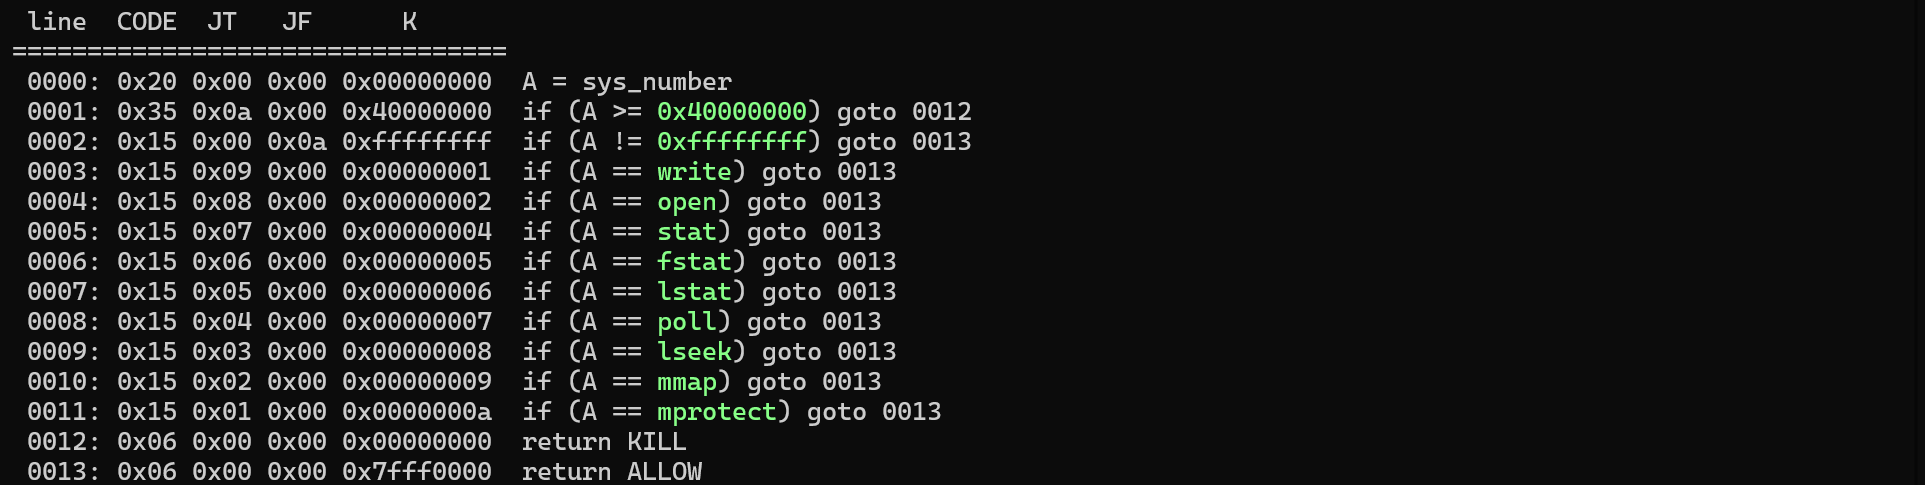 line  CODE  JT   JF      K
=================================
0000: 0x20 0x00 0x00 0x00000000  A = sys_number
0001: 0x35 0x0a 0x00 0x40000000  if (A >= 0x40000000) goto 0012
0002: 0x15 0x00 0x0a 0xffffffff  if (A != 0xffffffff) goto 0013
0003: 0x15 0x09 0x00 0x00000001  if (A == write) goto 0013
0004: 0x15 0x08 0x00 0x00000002  if (A == open) goto 0013
0005: 0x15 0x07 0x00 0x00000004  if (A == stat) goto 0013
0006: 0x15 0x06 0x00 0x00000005  if (A == fstat) goto 0013
0007: 0x15 0x05 0x00 0x00000006  if (A == lstat) goto 0013
0008: 0x15 0x04 0x00 0x00000007  if (A == poll) goto 0013
0009: 0x15 0x03 0x00 0x00000008  if (A == lseek) goto 0013
0010: 0x15 0x02 0x00 0x00000009  if (A == mmap) goto 0013
0011: 0x15 0x01 0x00 0x0000000a  if (A == mprotect) goto 0013
0012: 0x06 0x00 0x00 0x00000000  return KILL
0013: 0x06 0x00 0x00 0x7fff0000  return ALLOW